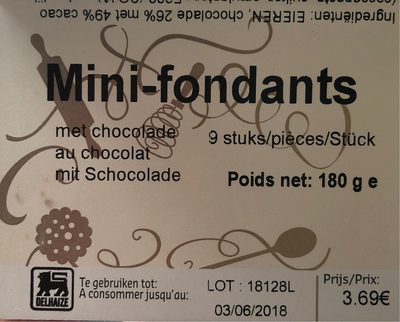 Ingrediënten: EIEREN, chocolade 26% met 49% cacao
Mini-fondants
met chocolade
au chocolat
mit Schocolade
9 stuks/pièces/Stück
Poids net: 180 g e
DELHAIZE
Te gebruiken tot:
A consommer jusqu'au:
LOT : 18128L
03/06/2018
Prijs/Prix:
3.69€